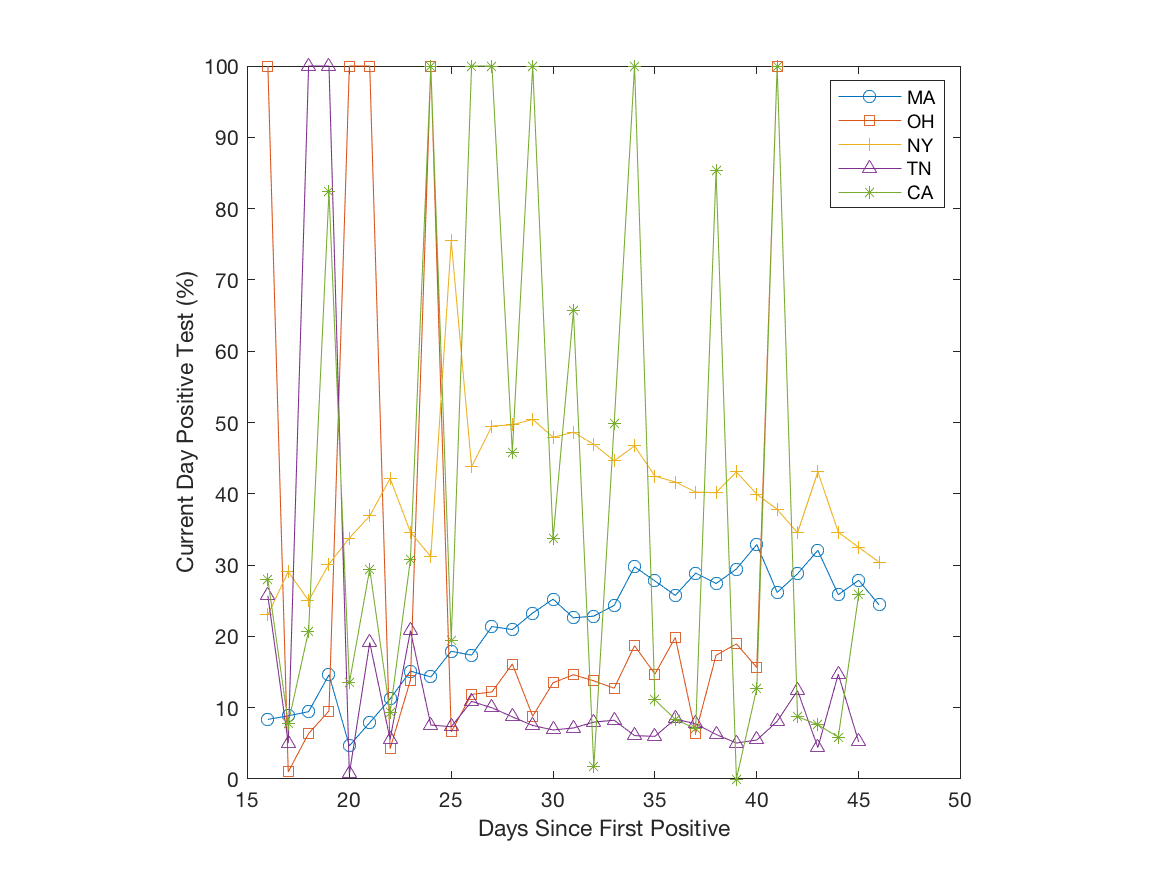 100
90
80
70
60
50
40
30
20
10
0
15 20 25 30 35 40 45 50
Current Day Positive Test (%)
Days Since First Positive
MA
OH
NY
TN
CA